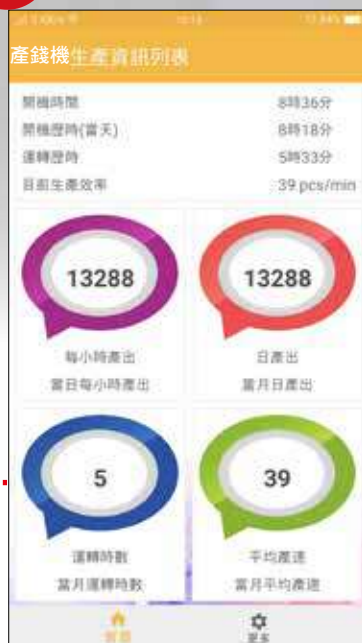 產錢機生產資訊列表
開機時間 8時36分
開機歷時(當天) 8時18分
運轉歷時 5時33分
目前生產效率 39 pcs/min
13288
每小時產出
當日每小時產出
13288
日產出
當月日產出
5
運轉時數
當月運轉時數
39
平均產速
當月平均產速
首頁
更多